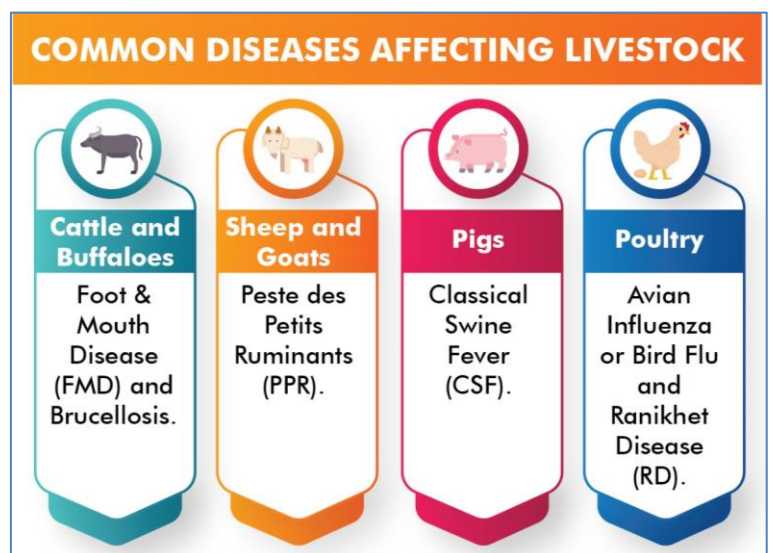 COMMON DISEASES AFFECTING LIVESTOCK
Cattle and
Buffaloes
Foot &
Mouth
Disease
(FMD) and
Brucellosis.
Sheep and
Goats
Peste des
Petits
Ruminants
(PPR).
Pigs
Classical
Swine
Fever
(CSF).
Poultry
Avian
Influenza
or Bird Flu
and
Ranikhet
Disease
(RD).